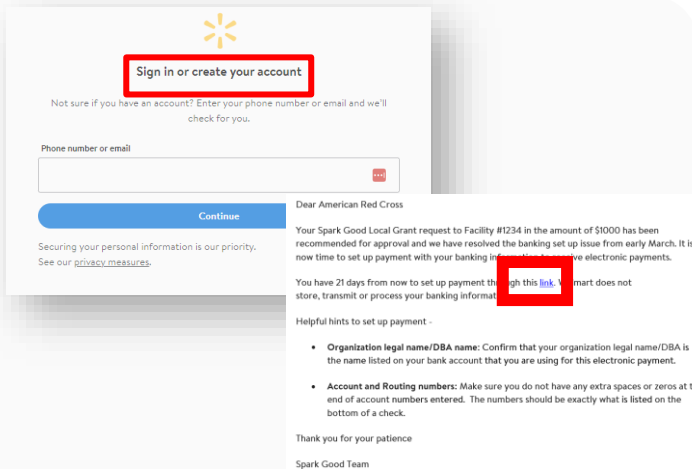 Sign in or create your account
Not sure if you have an account? Enter your phone number or email and we'll
check for you.
Phone number or email
Continue
Securing your personal information is our priority.
See our privacy measures.
Dear American Red Cross
Your Spark Good Local Grant request to Facility #1234 in the amount of $1000 has been
recommended for approval and we have resolved the banking set up issue from early March. It is
now time to set up payment with your banking information to receive electronic payments.
You have 21 days from now to set up payment through this link. Walmart does not
store, transmit or process your banking informat
Helpful hints to set up payment -
• Organization legal name/DBA name: Confirm that your organization legal name/DBA is
the name listed on your bank account that you are using for this electronic payment.
• Account and Routing numbers: Make sure you do not have any extra spaces or zeros at t
end of account numbers entered. The numbers should be exactly what is listed on the
bottom of a check.
Thank you for your patience
Spark Good Team